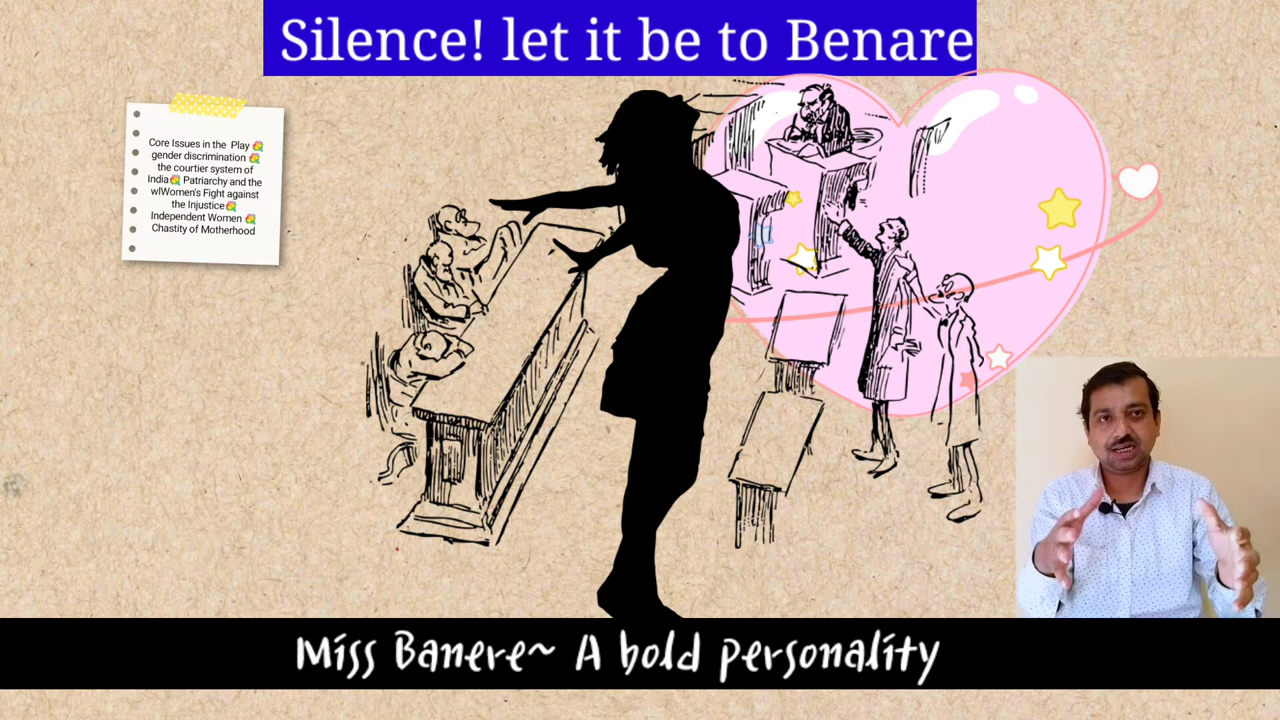 Silence! let it be to Benare
Core Issues in the Play 💐
gender discrimination 💐
the courtier system of
India💐 Patriarchy and the
wlWomen's Fight against
the Injustice💐
Independent Women 💐
Chastity of Motherhood
Miss Banere~ A bold personality